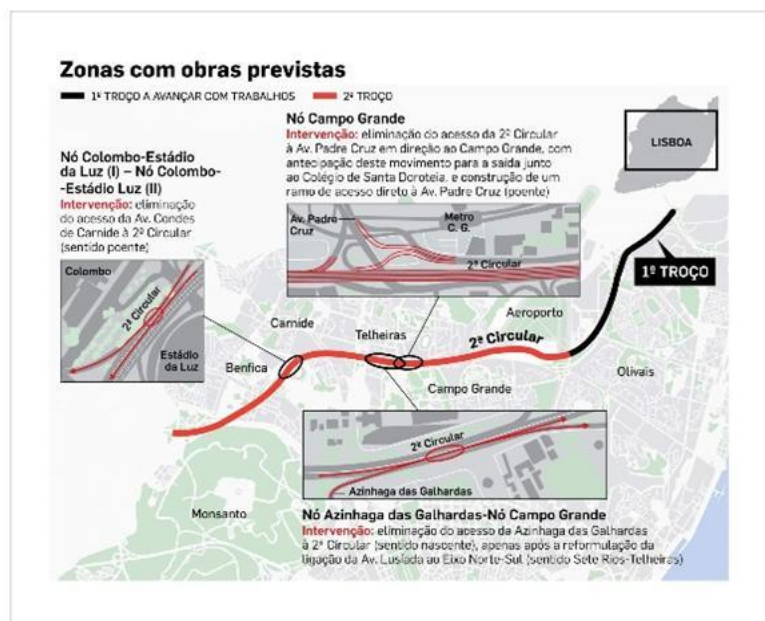 Zonas com obras previstas
1º TROÇO A AVANÇAR COM TRABALHOS
2º TROÇO
Nó Campo Grande
Intervenção: eliminação do acesso da 2ª Circular
à Av. Padre Cruz em direção ao Campo Grande, com
antecipação deste movimento para a saída junto
ao Colégio de Santa Doroteia, e construção de um
ramo de acesso direto à Av. Padre Cruz (poente)
LISBOA
Nó Colombo-Estádio
da Luz (I) – Nó Colombo-
-Estádio Luz (II)
Intervenção: eliminação
do acesso da Av. Condes
de Carnide à 2ª Circular
(sentido poente)
Av. Padre
Cruz
Metro
C. G.
2ª Circular
Colombo
2ª Circular
Estádio
da Luz
1º TROÇO
Aeroporto
Carnide
Telheiras
2ª Circular
Benfica
Campo Grande
Olivais
2ª Circular
Azinhaga das Galhardas
Monsanto
Nó Azinhaga das Galhardas-Nó Campo Grande
Intervenção: eliminação do acesso da Azinhaga das Galhardas
à 2ª Circular (sentido nascente), apenas após a reformulação da
ligação da Av. Lusíada ao Eixo Norte-Sul (sentido Sete Rios-Telheiras)